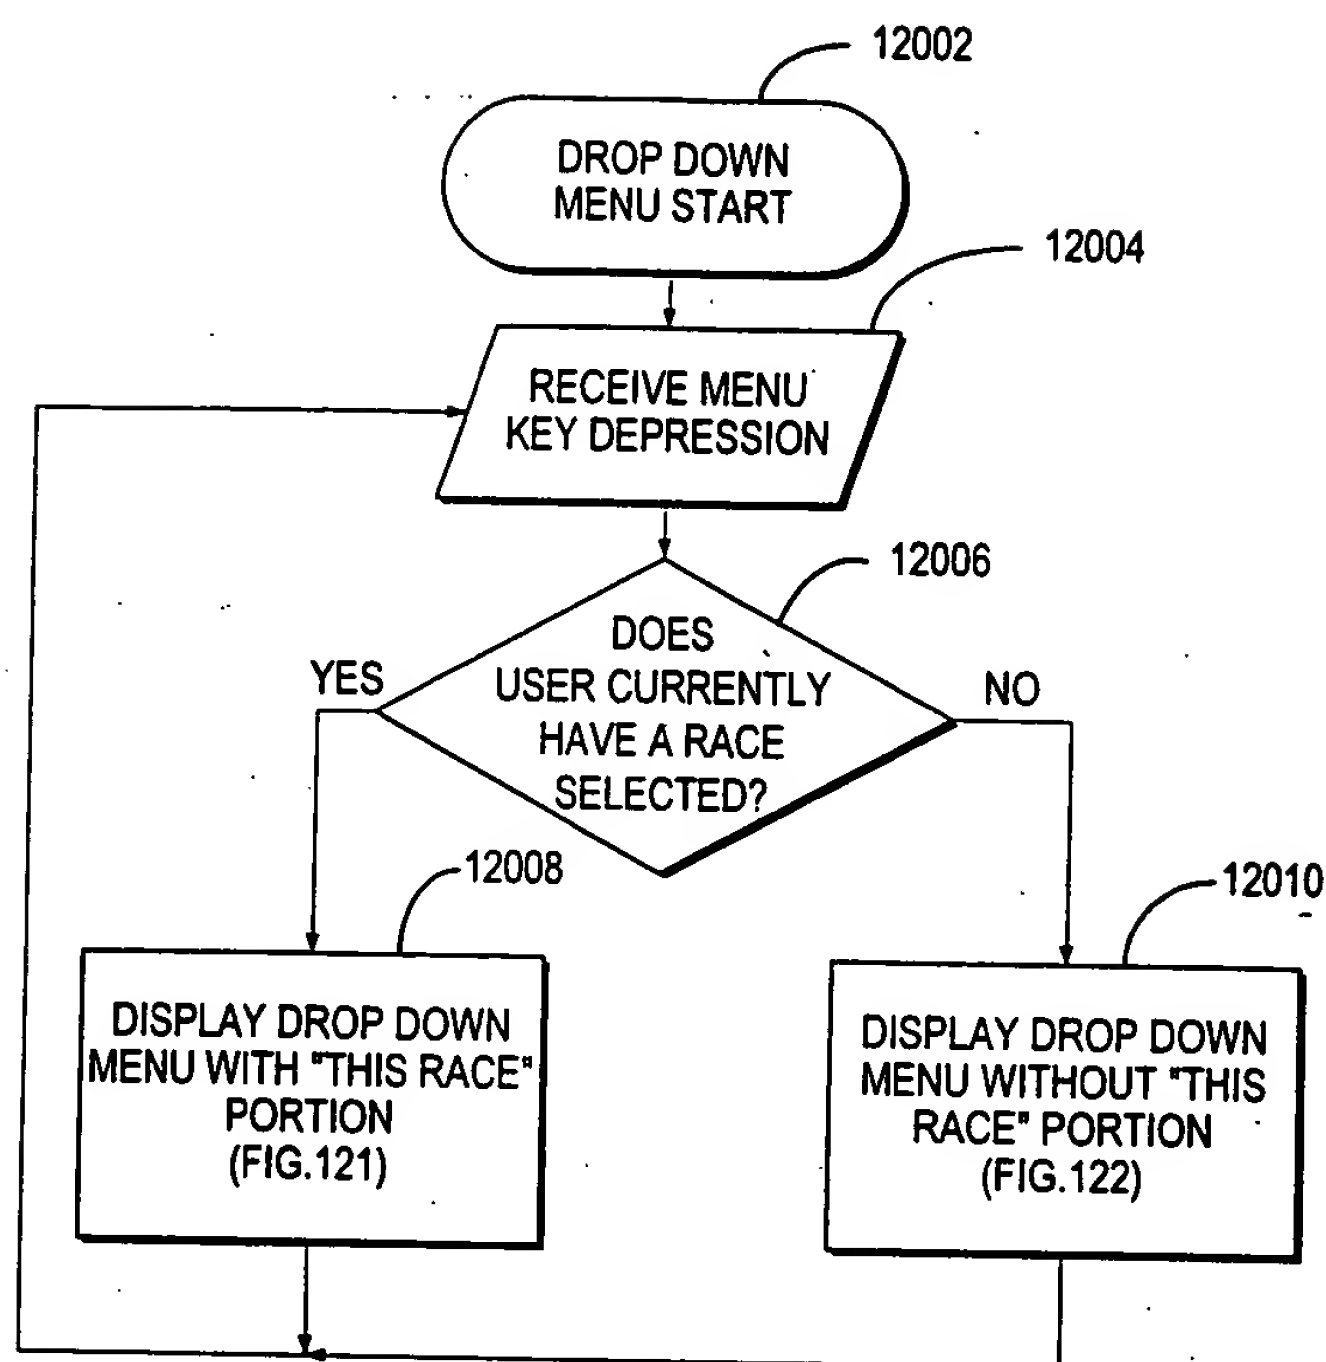 12002
DROP DOWN
MENU START
12004
RECEIVE MENU
KEY DEPRESSION
12006
DOES
USER CURRENTLY
HAVE A RACE
SELECTED?
YES
NO
12008
12010
DISPLAY DROP DOWN
MENU WITH "THIS RACE"
PORTION
(FIG.121)
DISPLAY DROP DOWN
MENU WITHOUT "THIS
RACE" PORTION
(FIG.122)